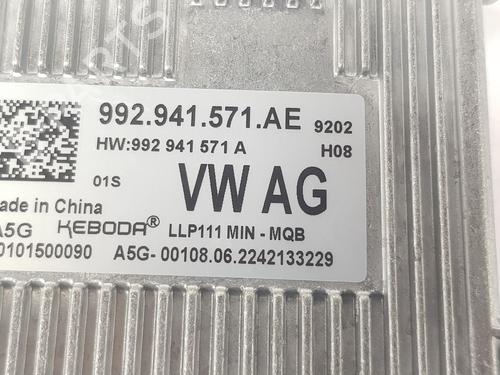 992.941.571.AE 9202
HW:992 941 571 A H08
01S VW AG
ade in China
A5G KEBODA® LLP111 MIN - MQB
0101500090 A5G- 00108.06.2242133229